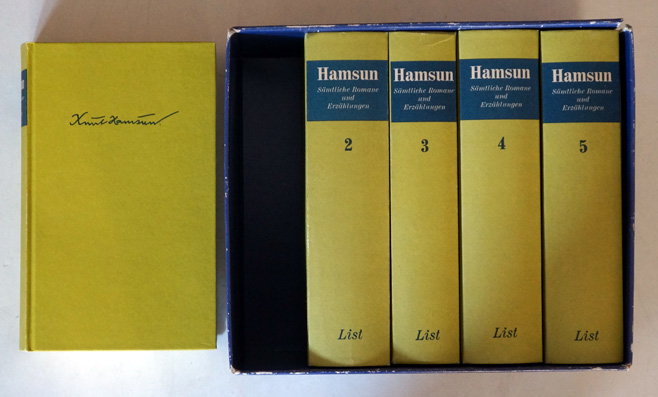 Knut Hamsun.
Hamsun
Sämtliche Romane
und
Erzählungen
2
List
Hamsun
Sämtliche Romane
und
Erzählungen
3
List
Hamsun
Sämtliche Romane
und
Erzählungen
4
List
Hamsun
Sämtliche Romane
und
Erzählungen
5
List